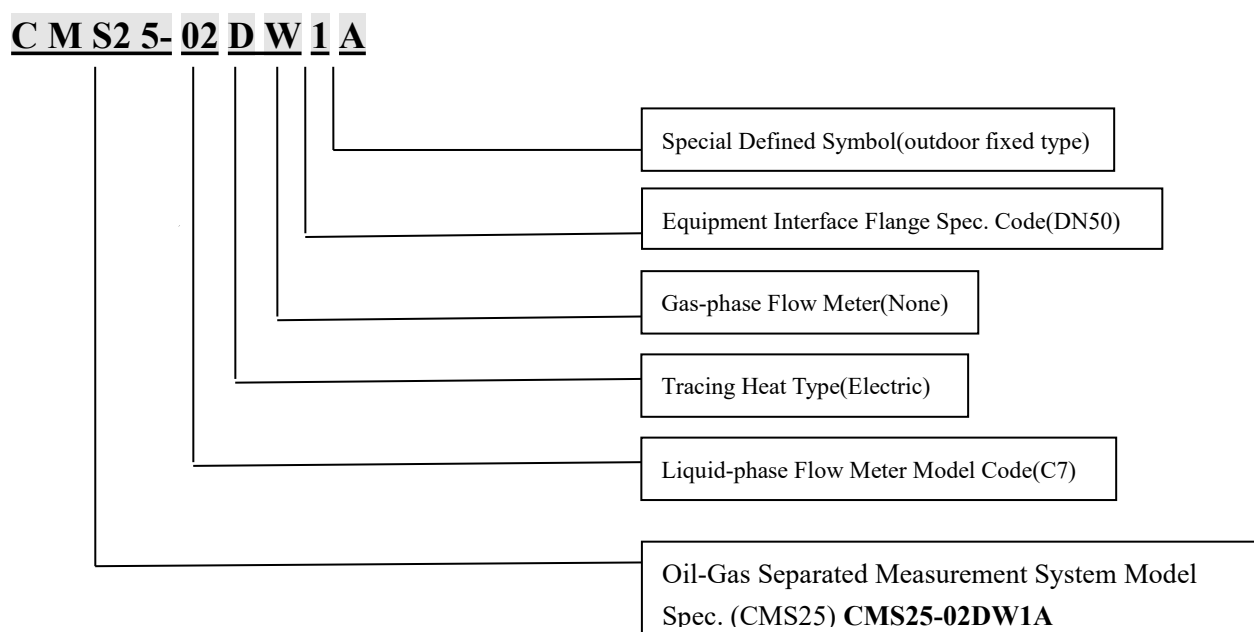 C M S2 5- 02 D W 1 A
Special Defined Symbol(outdoor fixed type)
Equipment Interface Flange Spec. Code(DN50)
Gas-phase Flow Meter(None)
Tracing Heat Type(Electric)
Liquid-phase Flow Meter Model Code(C7)
Oil-Gas Separated Measurement System Model
Spec. (CMS25) CMS25-02DW1A